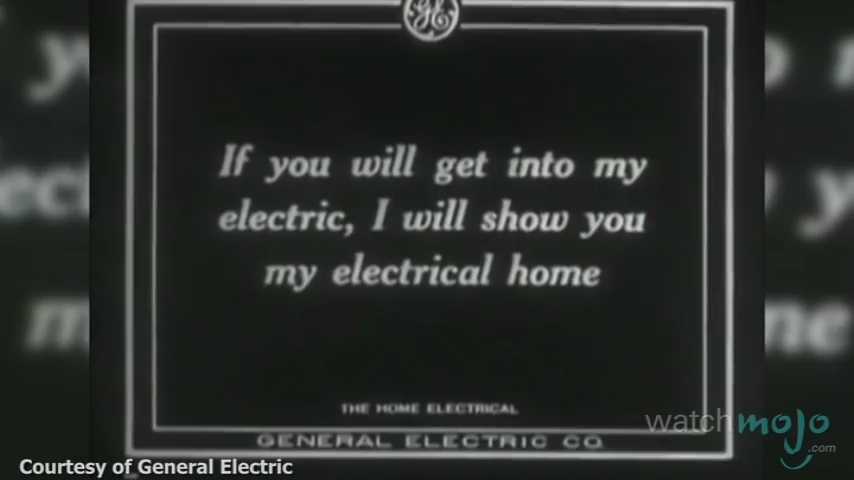 GE
If you will get into my
electric, I will show you
my electrical home
THE HOME ELECTRICAL
GENERAL ELECTRIC CO.
watchmojo
.com
Courtesy of General Electric